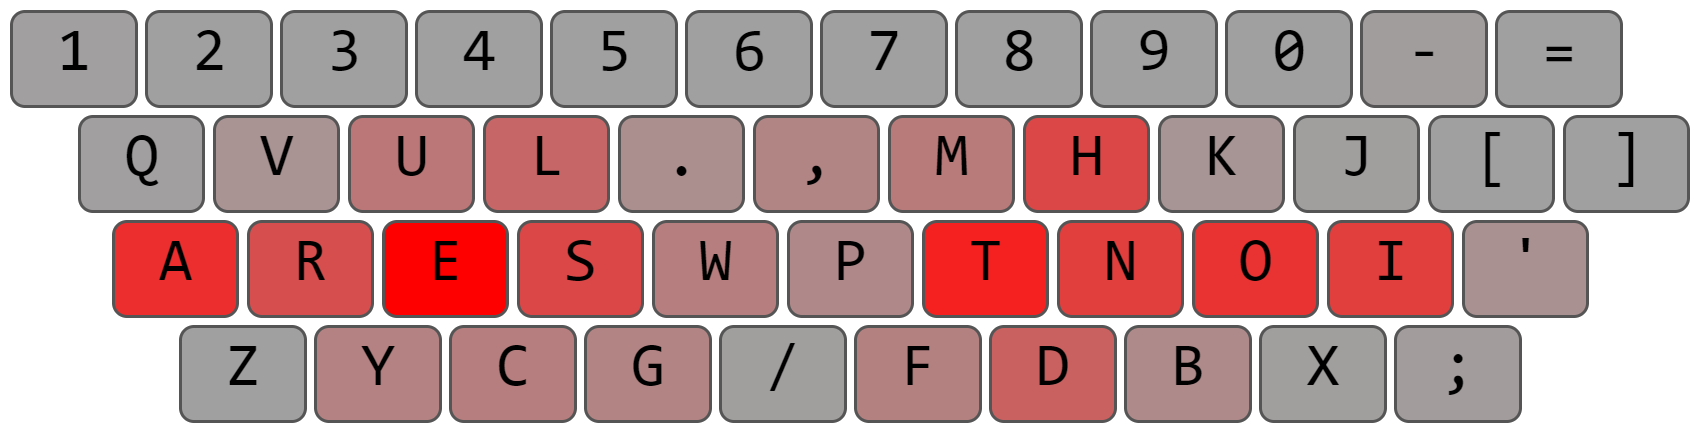 1 2 3 4 5 6 7 8 9 0 - =
Q V U L . , M H K J [ ]
A R E S W P T N O I '
Z Y C G / F D B X ;